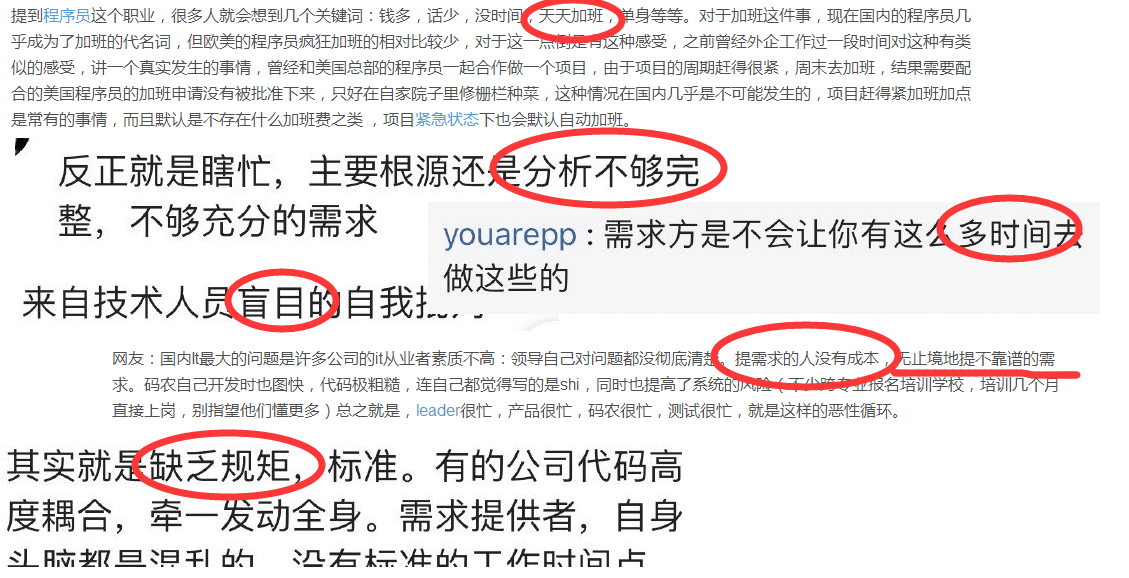 提到程序员这个职业，很多人就会想到几个关键词：钱多，话少，没时间，天天加班，单身等等。对于加班这件事，现在国内的程序员几
乎成为了加班的代名词，但欧美的程序员疯狂加班的相对比较少，对于这一点倒是有这种感受，之前曾经外企工作过一段时间对这种有类
似的感受，讲一个真实发生的事情，曾经和美国总部的程序员一起合作做一个项目，由于项目的周期赶得很紧，周末去加班，结果需要配
合的美国程序员的加班申请没有被批准下来，只好在自家院子里修栅栏种菜，这种情况在国内几乎是不可能发生的，项目赶得紧加班加点
是常有的事情，而且默认是不存在什么加班费之类 ，项目紧急状态下也会默认自动加班。
反正就是瞎忙，主要根源还是分析不够完
整，不够充分的需求
youarepp：需求方是不会让你有这么多时间去
做这些的
来自技术人员盲目的自我批判
网友：国内It最大的问题是许多公司的it从业者素质不高：领导自己对问题都没彻底清楚。提需求的人没有成本，无止境地提不靠谱的需
求。码农自己开发时也图快，代码极粗糙，连自己都觉得写的是shi，同时也提高了系统的风险（不少跨专业报名培训学校，培训几个月
直接上岗，别指望他们懂更多）总之就是，leader很忙，产品很忙，码农很忙，测试很忙，就是这样的恶性循环。
其实就是缺乏规矩，标准。有的公司代码高
度耦合，牵一发动全身。需求提供者，自身
头脑都是混乱的，没有标准的工作时间点